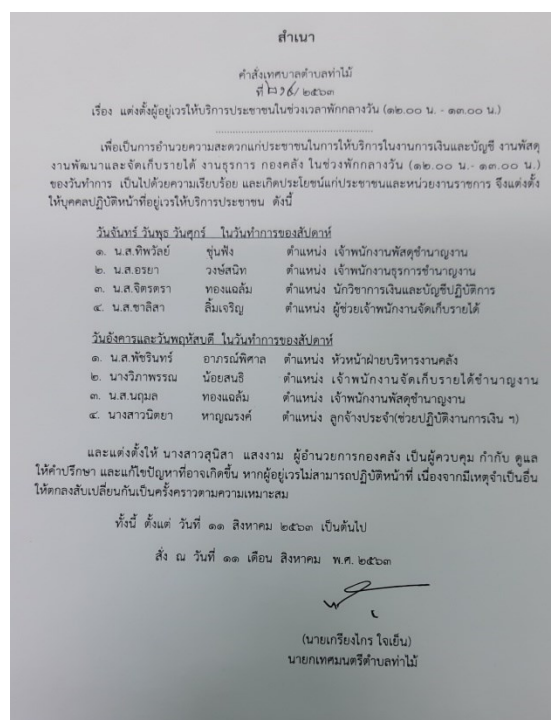 สำเนา
คำสั่งเทศบาลตำบลท่าไม้
ที่ ๒๖๕๓
เรื่อง แต่งตั้งผู้อยู่เวรให้บริการประชาชนในช่วงเวลาพักกลางวัน (๑๒.๐๐ น. - ๑๓.๐๐ น.)
เพื่อเป็นการอำนวยความสะดวกแก่ประชาชนในการให้บริการในงานการเงินและบัญชี งานพัสดุ
งานพัฒนาและจัดเก็บรายได้ งานธุรการ กองคลัง ในช่วงพักกลางวัน (๑๒.๐๐ น.- ๑๓.๐๐ น.)
ของวันทำการ เป็นไปด้วยความเรียบร้อย และเกิดประโยชน์แก่ประชาชนและหน่วยงานราชการ จึงแต่งตั้ง
ให้บุคคลปฏิบัติหน้าที่อยู่เวรให้บริการประชาชน ดังนี้
วันจันทร์ วันพุธ วันศุกร์ ในวันทำการของสัปดาห์
๑. น.ส.ทิพวัลย์ ชุ่นฟัง ตำแหน่ง เจ้าพนักงานพัสดุชำนาญงาน
๒. น.ส.อรยา วงษ์สนิท ตำแหน่ง เจ้าพนักงานธุรการชำนาญงาน
๓. น.ส.จิตรตรา ทองแฉล้ม ตำแหน่ง นักวิชาการเงินและบัญชีปฏิบัติการ
๔. น.ส.ชาลิสา ลิ้มเจริญ ตำแหน่ง ผู้ช่วยเจ้าพนักงานจัดเก็บรายได้
วันอังคารและวันพฤหัสบดี ในวันทำการของสัปดาห์
๑. น.ส.พัชรินทร์ อาภรณ์พิศาล ตำแหน่ง หัวหน้าฝ่ายบริหารงานคลัง
๒. นางวิภาพรรณ น้อยสนธิ ตำแหน่ง เจ้าพนักงานจัดเก็บรายได้ชำนาญงาน
๓. น.ส.นฤมล ทองแฉล้ม ตำแหน่ง เจ้าพนักงานพัสดุชำนาญงาน
๔. นางสาวนิตยา หาญณรงค์ ตำแหน่ง ลูกจ้างประจำ(ช่วยปฏิบัติงานการเงิน ฯ)
และแต่งตั้งให้ นางสาวสุนิสา แสงงาม ผู้อำนวยการกองคลัง เป็นผู้ควบคุม กำกับ ดูแล
ให้คำปรึกษา และแก้ไขปัญหาที่อาจเกิดขึ้น หากผู้อยู่เวรไม่สามารถปฏิบัติหน้าที่ เนื่องจากมีเหตุจำเป็นอื่น
ให้ตกลงสับเปลี่ยนกันเป็นครั้งคราวตามความเหมาะสม
ทั้งนี้ ตั้งแต่ วันที่ ๑๑ สิงหาคม ๒๕๖๓ เป็นต้นไป
สั่ง ณ วันที่ ๑๑ เดือน สิงหาคม พ.ศ. ๒๕๖๓
(นายเกรียงไกร ใจเย็น)
นายกเทศมนตรีตำบลท่าไม้